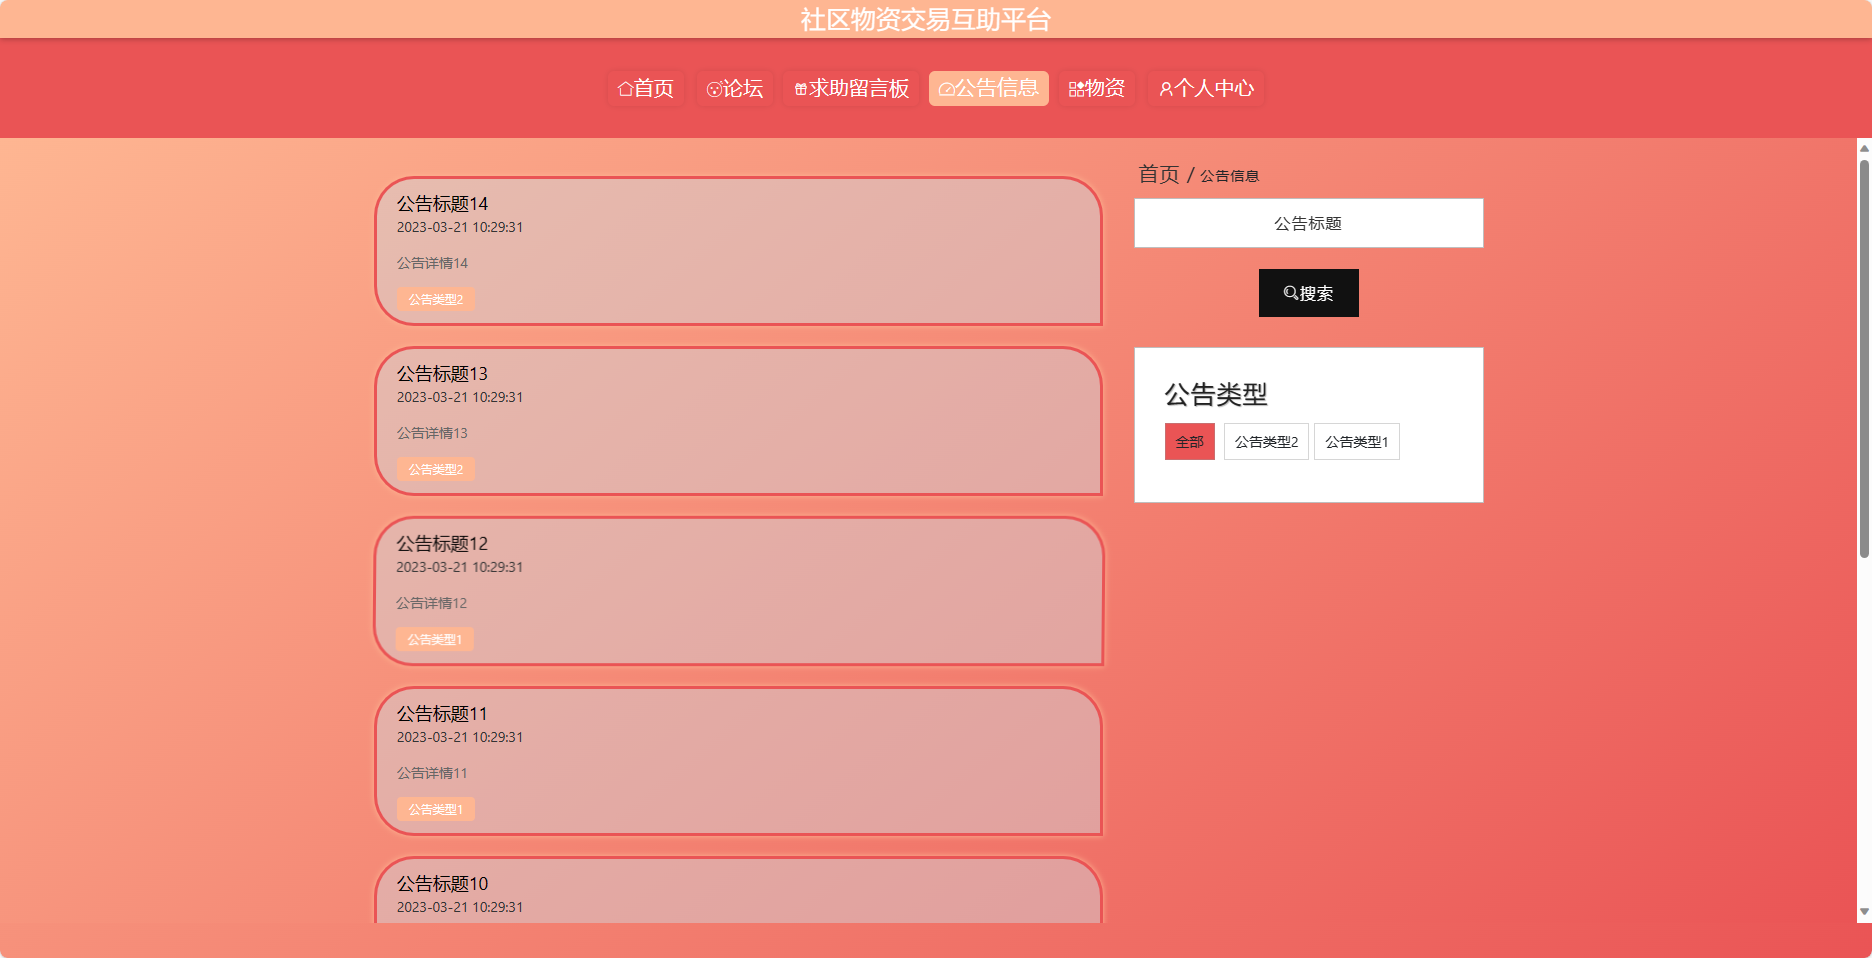 社区物资交易互助平台
首页 论坛 求助留言板 公告信息 物资 个人中心
公告标题14
2023-03-21 10:29:31
公告详情14
公告类型2
公告标题13
2023-03-21 10:29:31
公告详情13
公告类型2
公告标题12
2023-03-21 10:29:31
公告详情12
公告类型1
公告标题11
2023-03-21 10:29:31
公告详情11
公告类型1
公告标题10
2023-03-21 10:29:31
首页 / 公告信息
公告标题
搜索
公告类型
全部 公告类型2 公告类型1